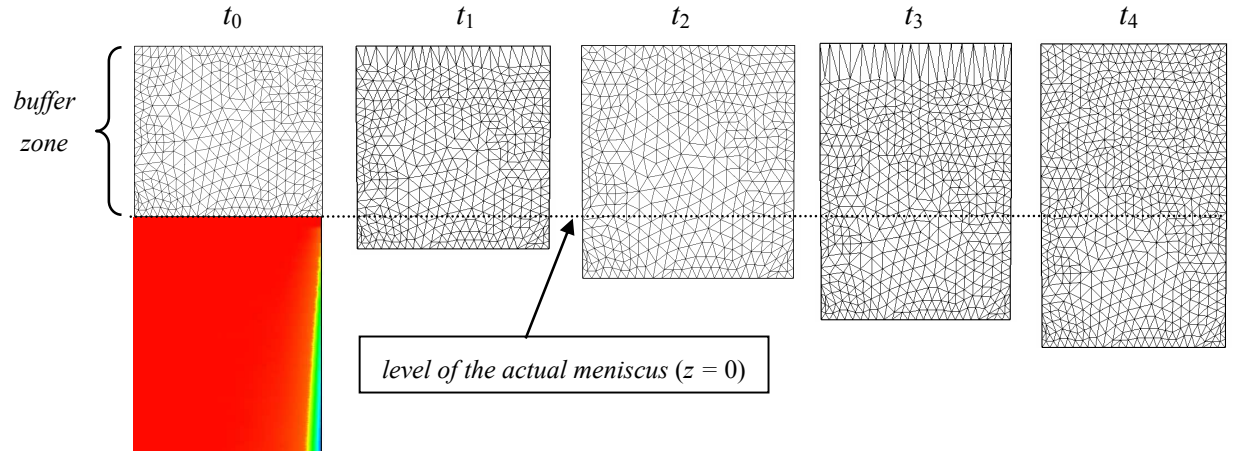 t0 t1 t2 t3 t4
buffer
zone
level of the actual meniscus (z = 0)